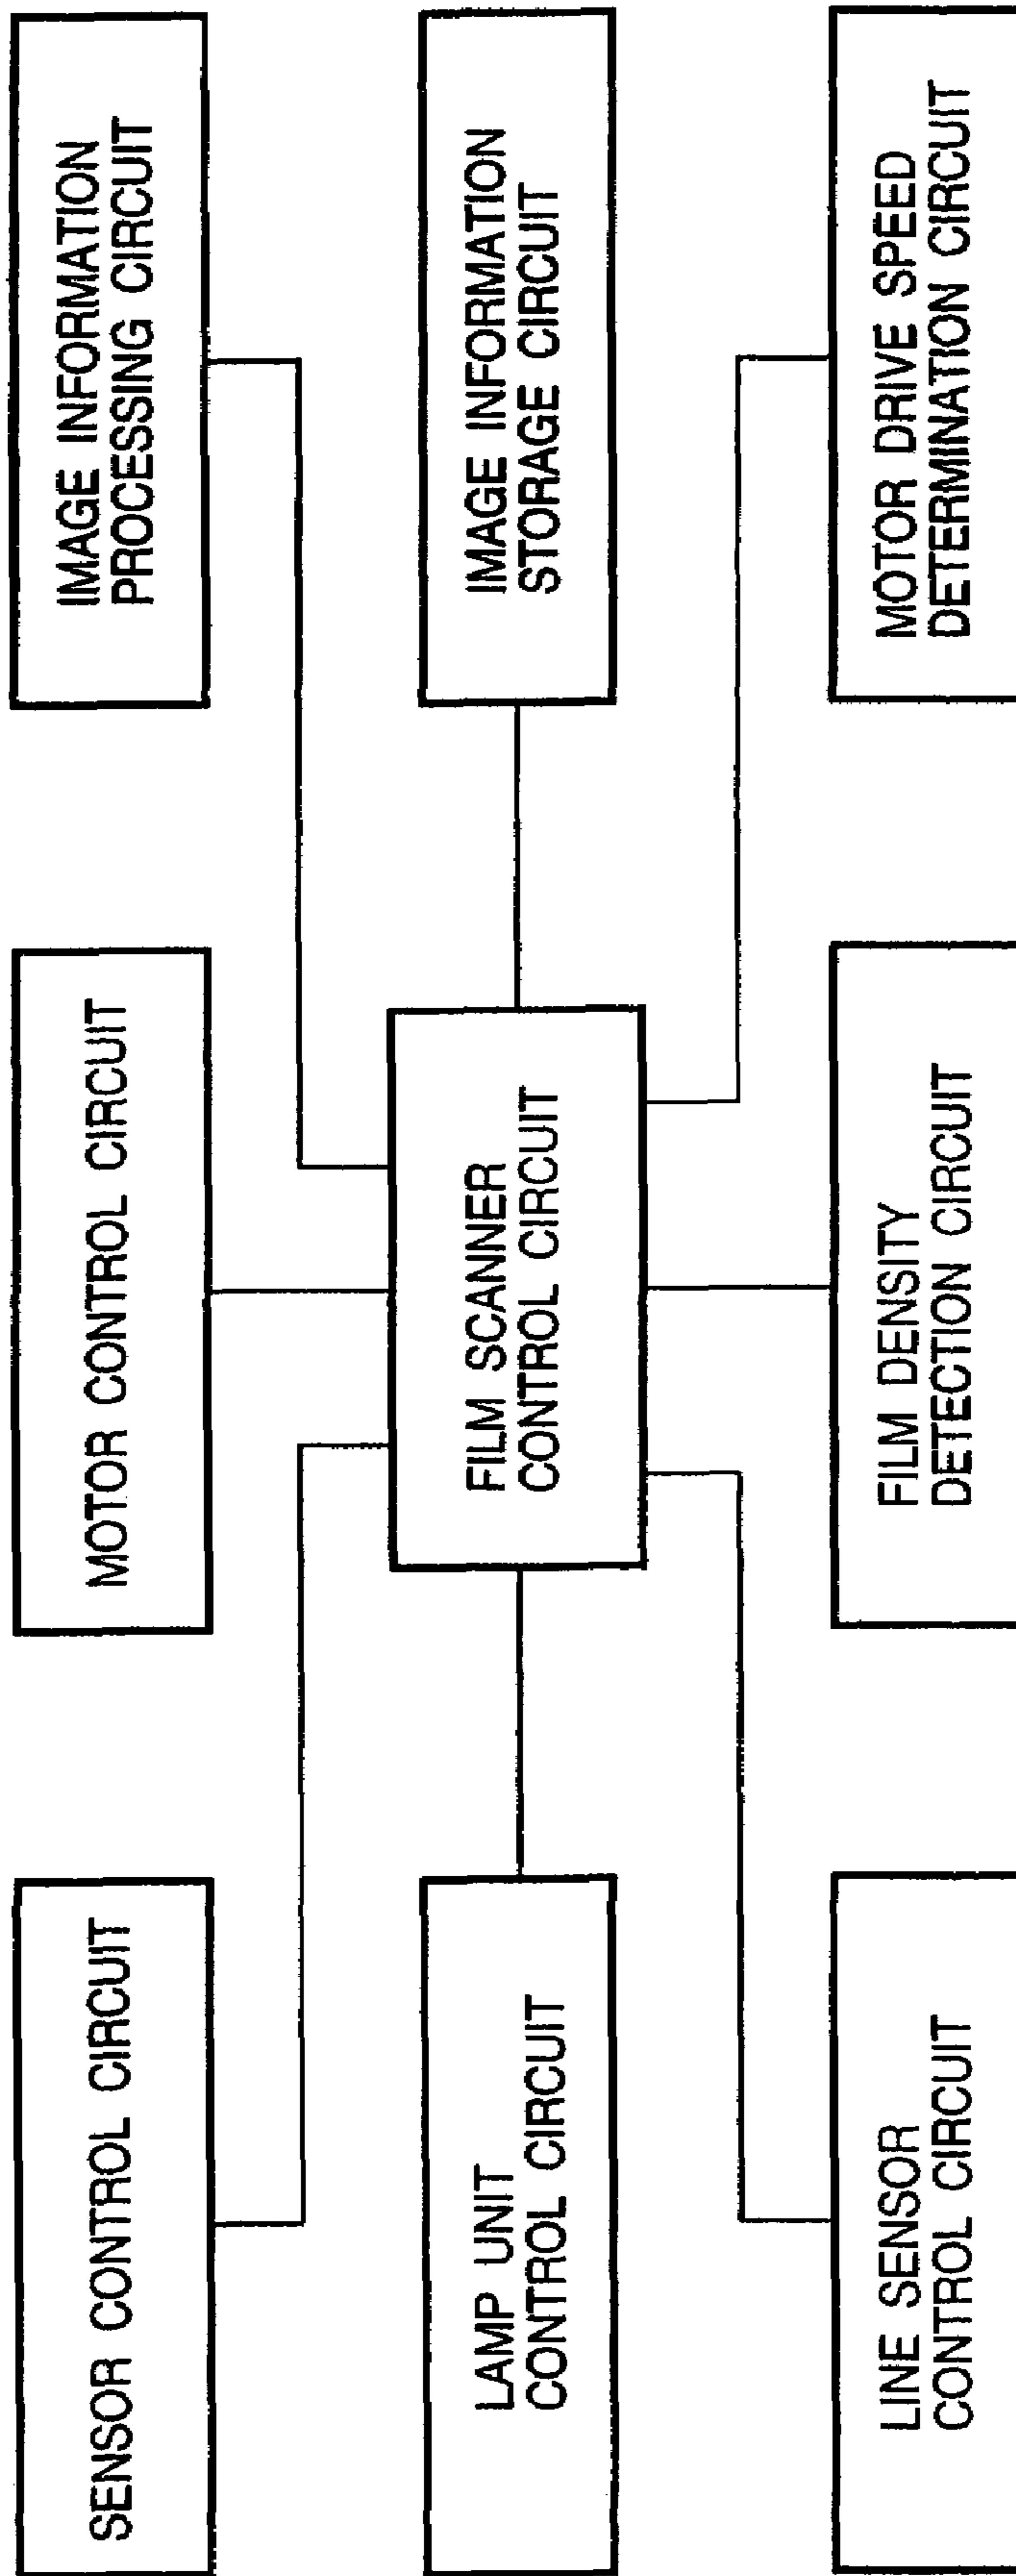 SENSOR CONTROL CIRCUIT
MOTOR CONTROL CIRCUIT
IMAGE INFORMATION
PROCESSING CIRCUIT
LAMP UNIT
CONTROL CIRCUIT
FILM SCANNER
CONTROL CIRCUIT
IMAGE INFORMATION
STORAGE CIRCUIT
LINE SENSOR
CONTROL CIRCUIT
FILM DENSITY
DETECTION CIRCUIT
MOTOR DRIVE SPEED
DETERMINATION CIRCUIT